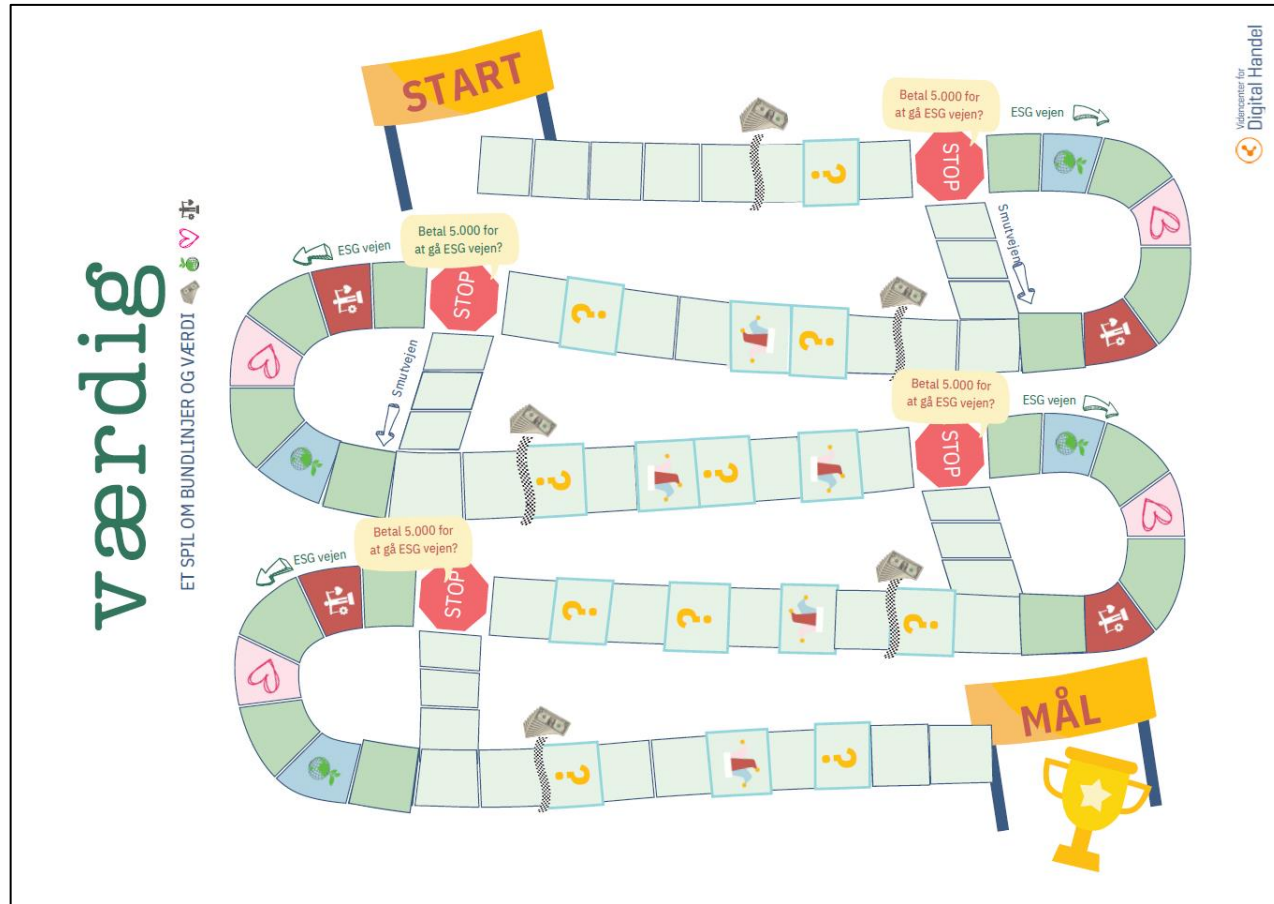 værdig
ET SPIL OM BUNDLINJER OG VÆRDI
START
Betal 5.000 for
at gå ESG vejen?
STOP
ESG vejen
Smutvejen
Videncenter for
Digital Handel
Betal 5.000 for
at gå ESG vejen?
STOP
ESG vejen
Smutvejen
Betal 5.000 for
at gå ESG vejen?
STOP
ESG vejen
Betal 5.000 for
at gå ESG vejen?
STOP
ESG vejen
MÅL